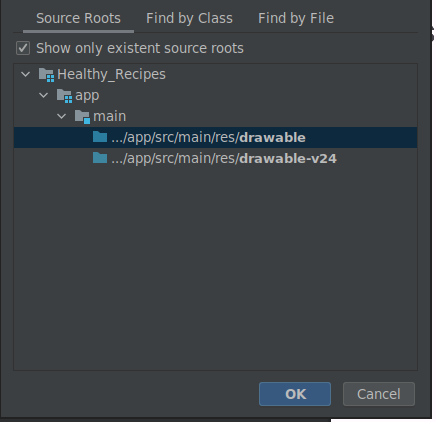 Source Roots Find by Class Find by File
Show only existent source roots
Healthy_Recipes
app
main
.../app/src/main/res/drawable
.../app/src/main/res/drawable-v24
OK Cancel